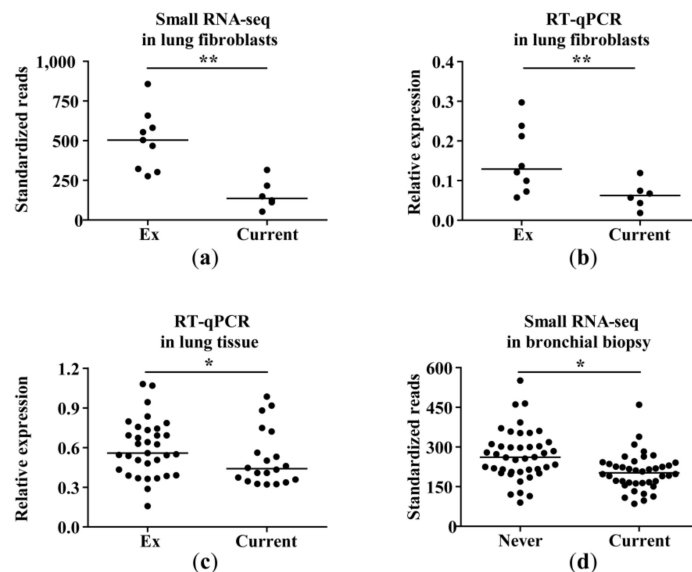 Small RNA-seq
in lung fibroblasts
**
Standardized reads
1,000
750
500
250
0
Ex Current
(a)
RT-qPCR
in lung fibroblasts
**
Relative expression
0.4
0.3
0.2
0.1
0.0
Ex Current
(b)
RT-qPCR
in lung tissue
*
Relative expression
1.2
0.9
0.6
0.3
0.0
Ex Current
(c)
Small RNA-seq
in bronchial biopsy
*
Standardized reads
600
450
300
150
0
Never Current
(d)